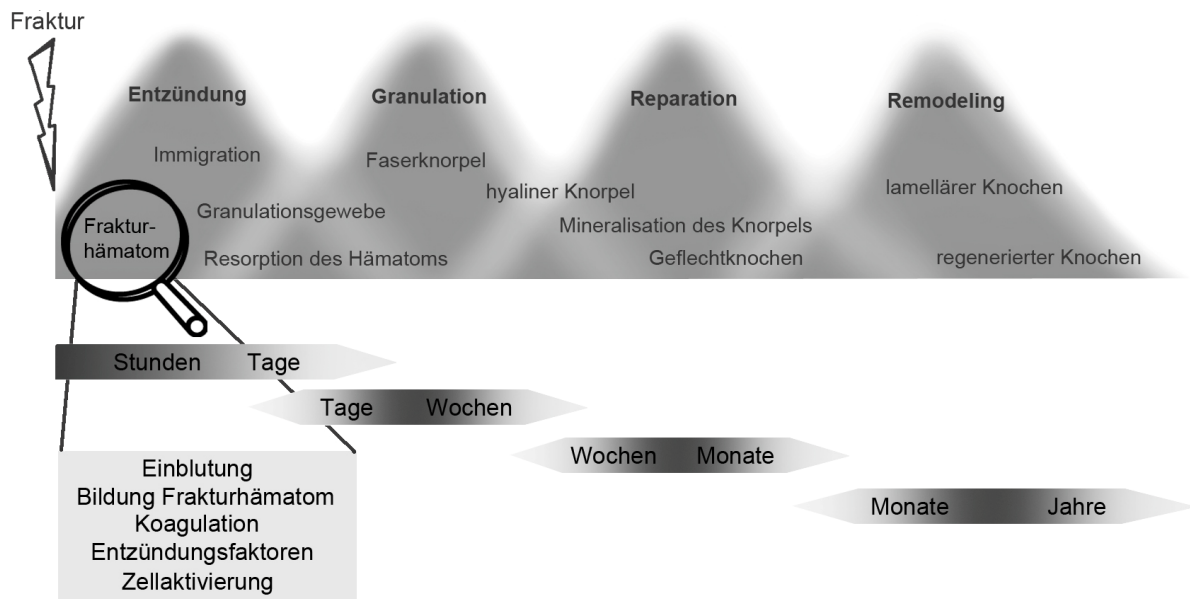 Fraktur
Entzündung
Granulation
Reparation
Remodeling
Immigration
Faserknorpel
hyaliner Knorpel
lamellärer Knochen
Granulationsgewebe
Mineralisation des Knorpels
Fraktur-
hämatom
Resorption des Hämatoms
Geflechtknochen
regenerierter Knochen
Stunden Tage
Tage Wochen
Wochen Monate
Monate Jahre
Einblutung
Bildung Frakturhämatom
Koagulation
Entzündungsfaktoren
Zellaktivierung